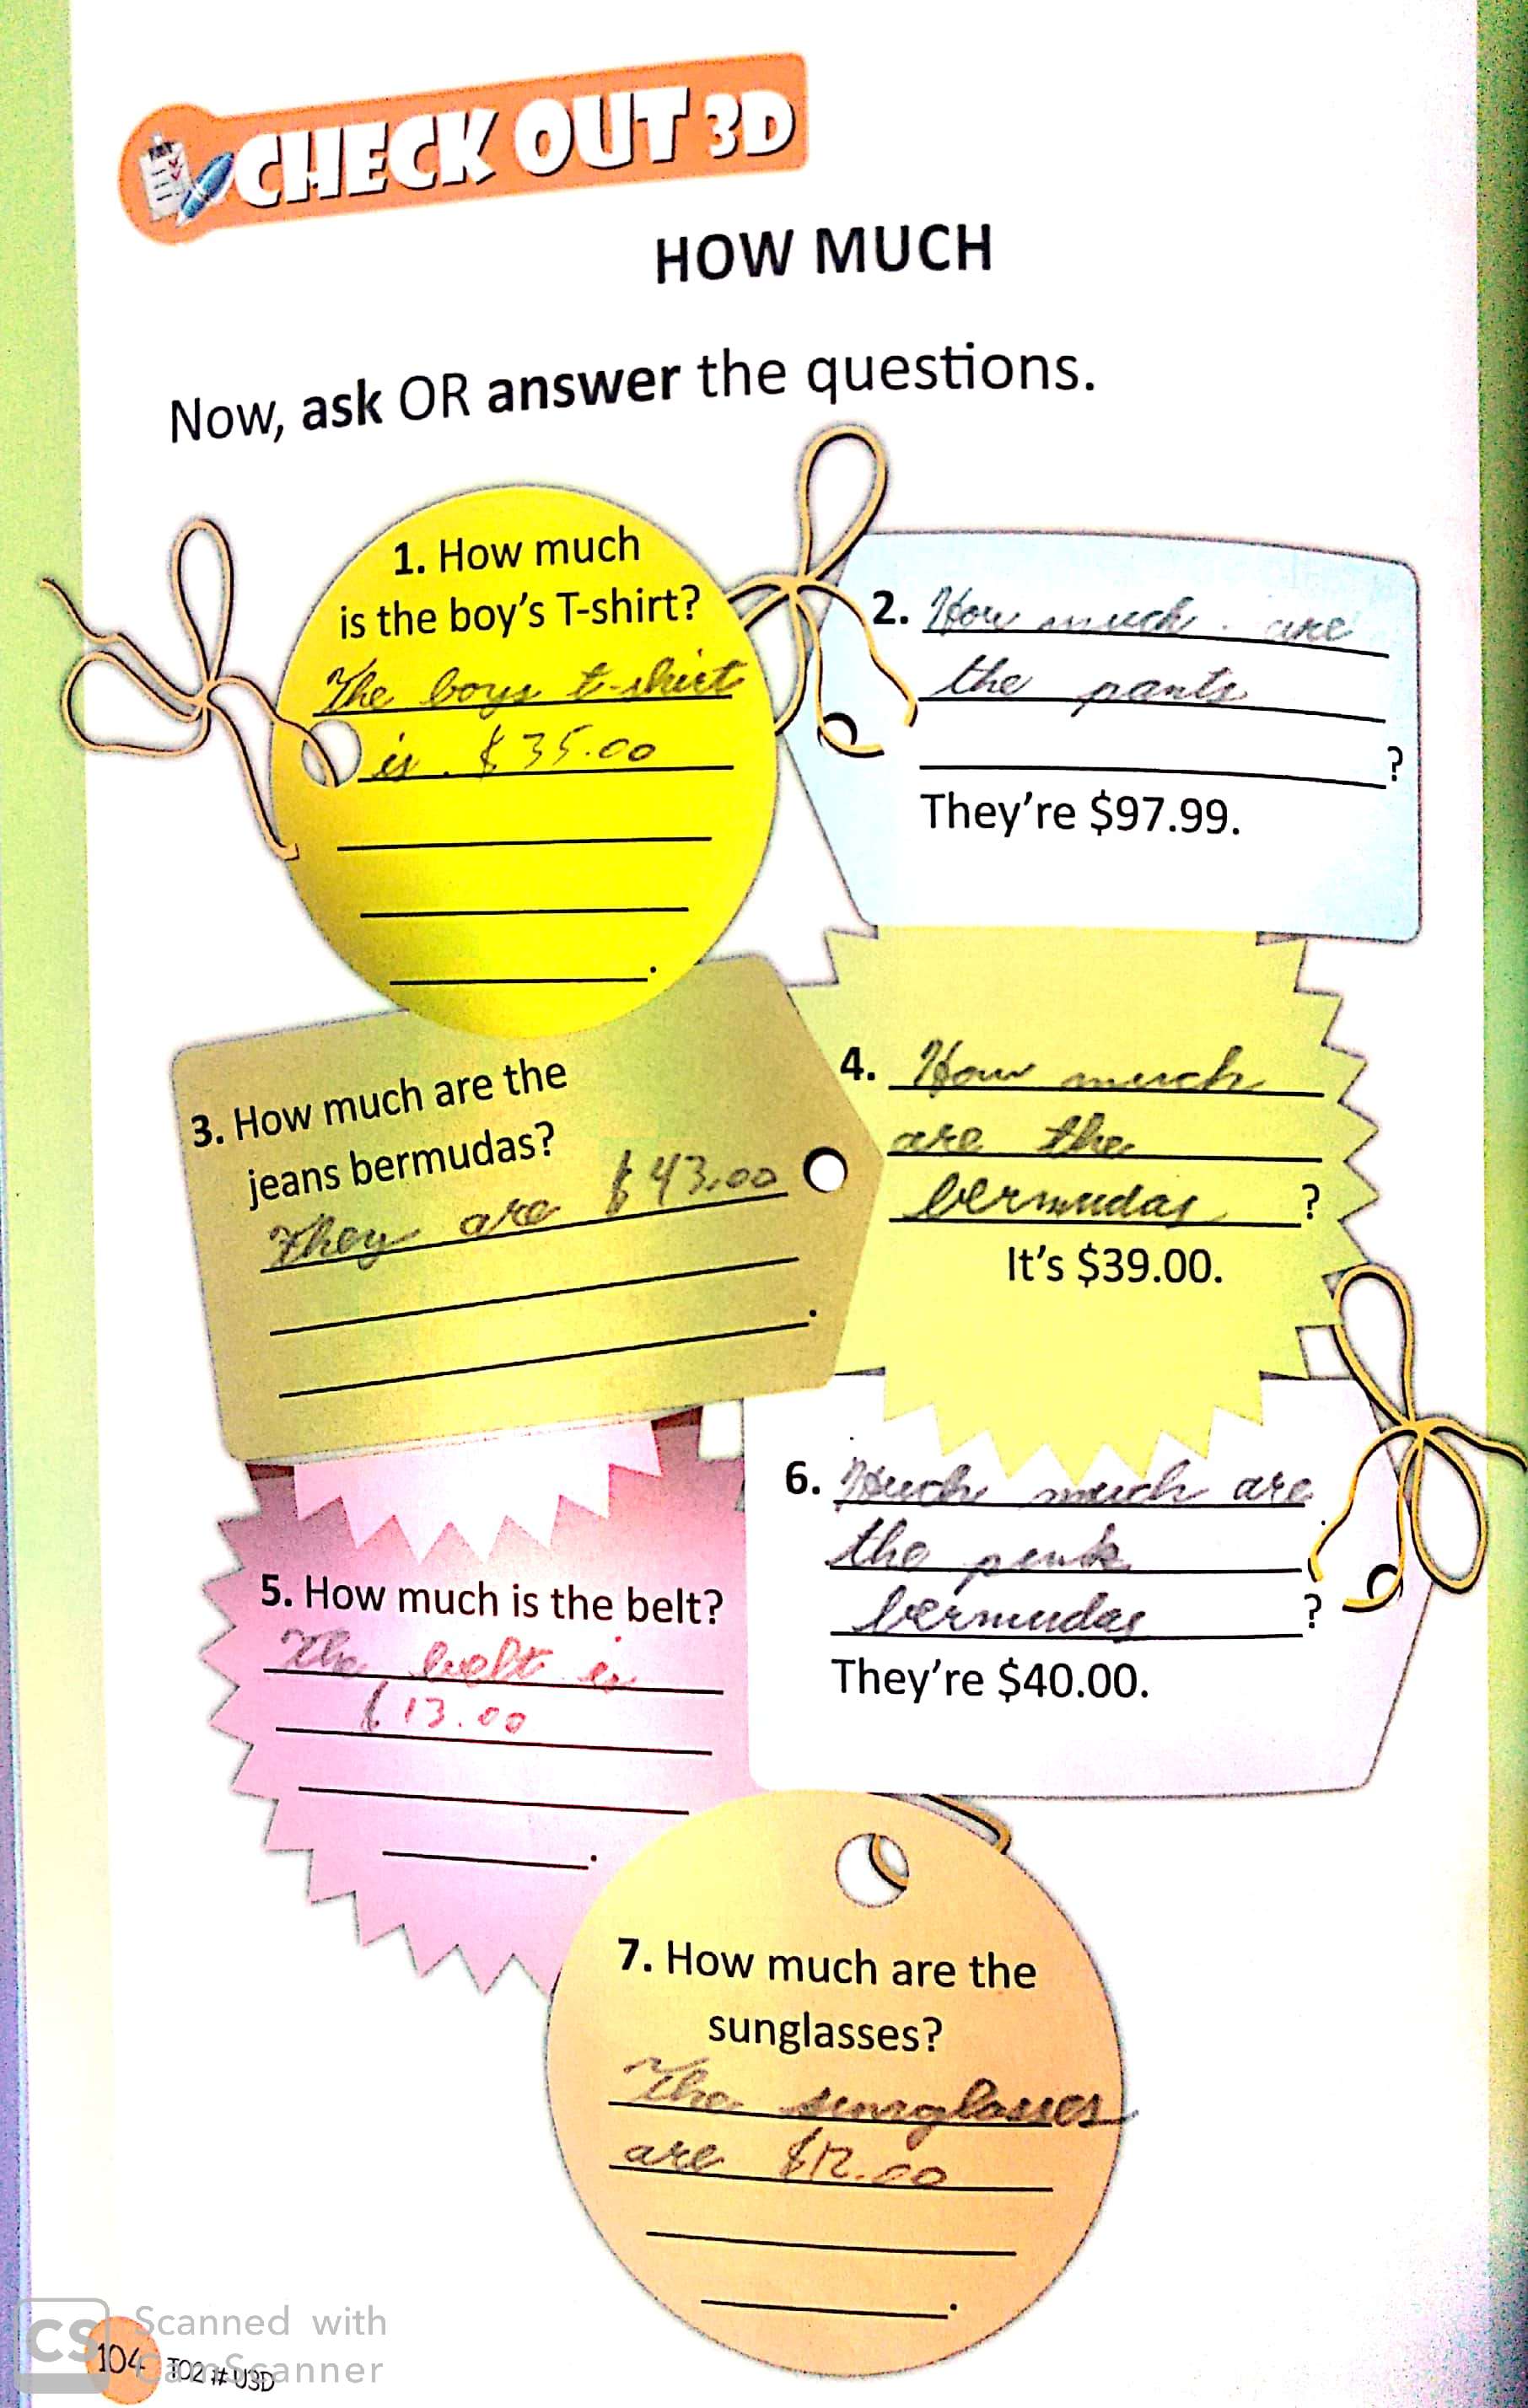 CHECK OUT 3D
HOW MUCH
Now, ask OR answer the questions.
1. How much
is the boy's T-shirt?
The boys t-shirt
is . $35.00
2. How much . are
the pants
?
They're $97.99.
3. How much are the
jeans bermudas?
They are $43.00
.
4. How much
are the
bermudas ?
It's $39.00.
5. How much is the belt?
The belt is
$13.00
.
6. Huch much are
the pink
bermudas ?
They're $40.00.
7. How much are the
sunglasses?
The sunglasses
are $12.00
.
104 TO2 # U3D
CS Scanned with
CamScanner